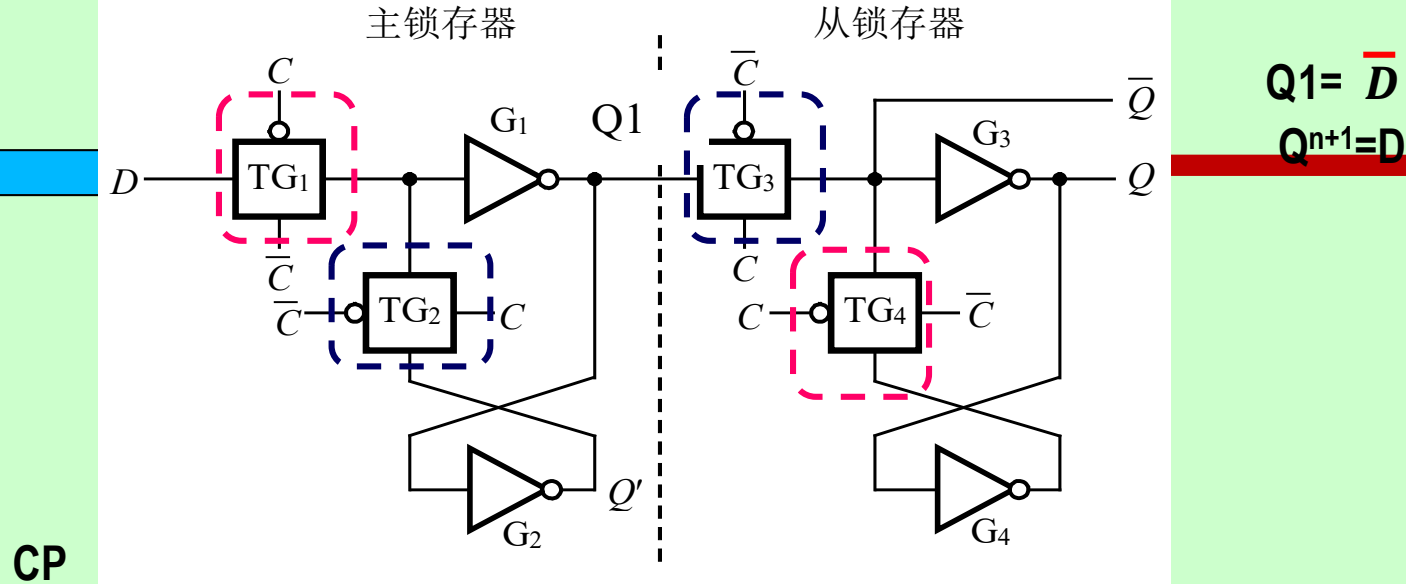 主锁存器
从锁存器
C
C̅
G₁
Q1
G₃
Q̅
Q1= D̅
Qⁿ⁺¹=D
D
TG₁
TG₃
Q
C̅
C
C̅
TG₂
C
C
TG₄
C̅
Q'
G₂
G₄
CP